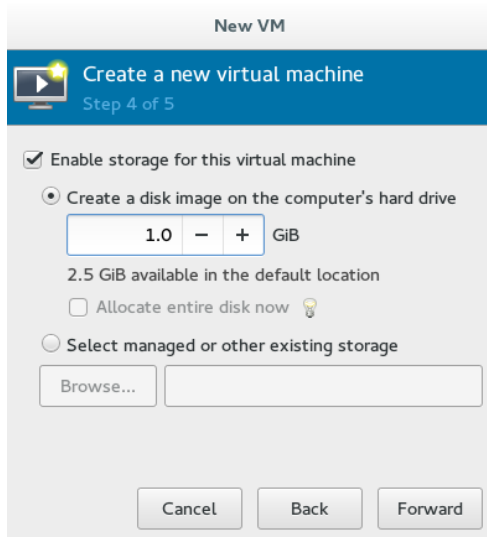 New VM
Create a new virtual machine
Step 4 of 5
Enable storage for this virtual machine
Create a disk image on the computer's hard drive
1.0 − + GiB
2.5 GiB available in the default location
Allocate entire disk now
Select managed or other existing storage
Browse...
Cancel Back Forward